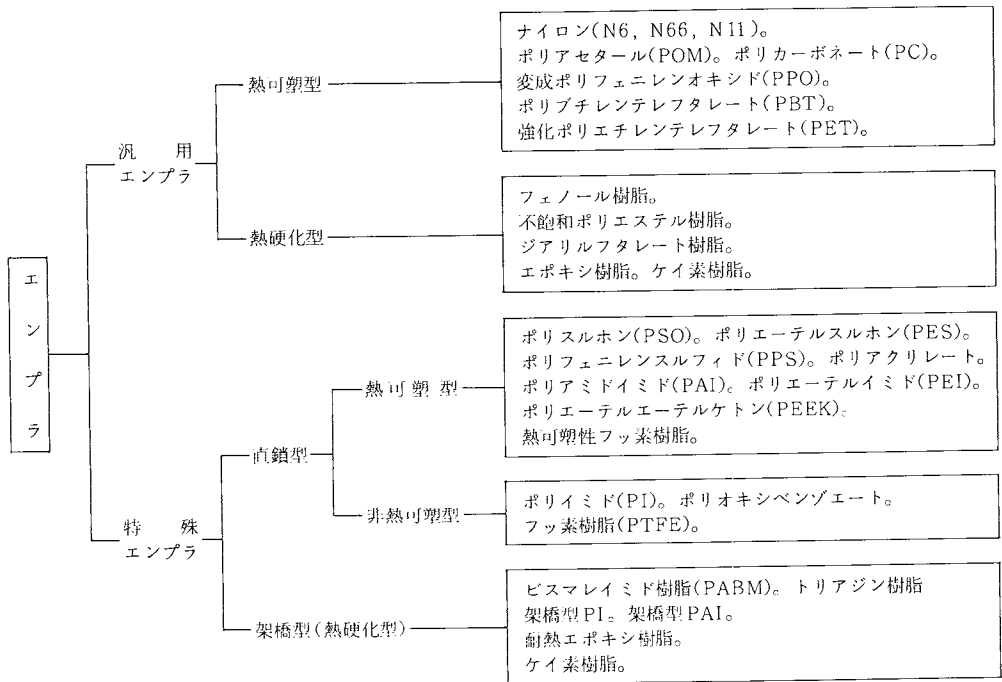 エンプラ
汎用
エンプラ
熱可塑型
ナイロン(N6, N66, N11)。
ポリアセタール(POM)。ポリカーボネート(PC)。
変成ポリフェニレンオキシド(PPO)。
ポリブチレンテレフタレート(PBT)。
強化ポリエチレンテレフタレート(PET)。
熱硬化型
フェノール樹脂。
不飽和ポリエステル樹脂。
ジアリルフタレート樹脂。
エポキシ樹脂。ケイ素樹脂。
特殊
エンプラ
直鎖型
熱可塑型
ポリスルホン(PSO)。ポリエーテルスルホン(PES)。
ポリフェニレンスルフィド(PPS)。ポリアクリレート。
ポリアミドイミド(PAI)。ポリエーテルイミド(PEI)。
ポリエーテルエーテルケトン(PEEK)。
熱可塑性フッ素樹脂。
非熱可塑型
ポリイミド(PI)。ポリオキシベンゾエート。
フッ素樹脂(PTFE)。
架橋型(熱硬化型)
ビスマレイミド樹脂(PABM)。トリアジン樹脂
架橋型PI。架橋型PAI。
耐熱エポキシ樹脂。
ケイ素樹脂。